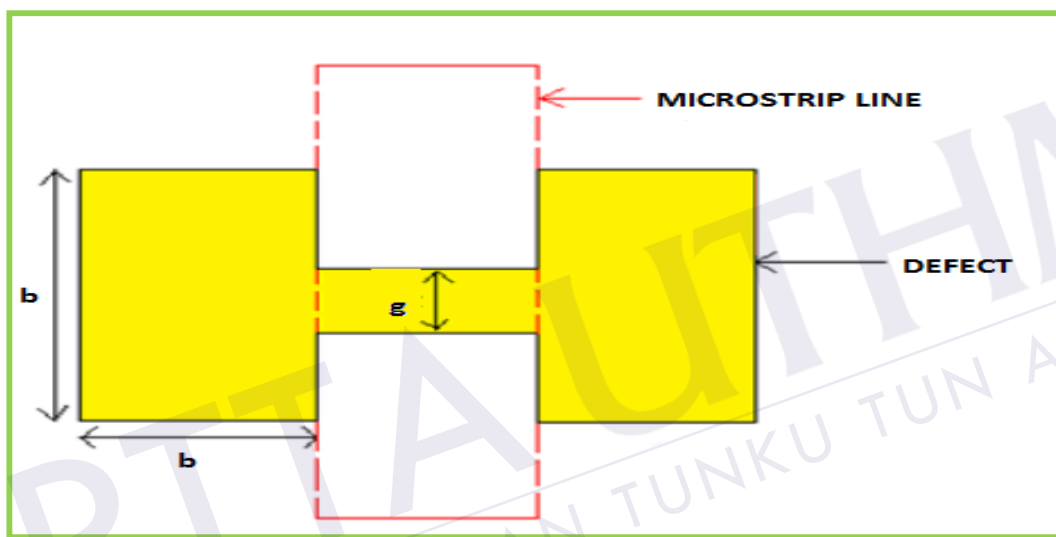 MICROSTRIP LINE
DEFECT
b
g
b
PTTA UTHM
TUNKU TUN A